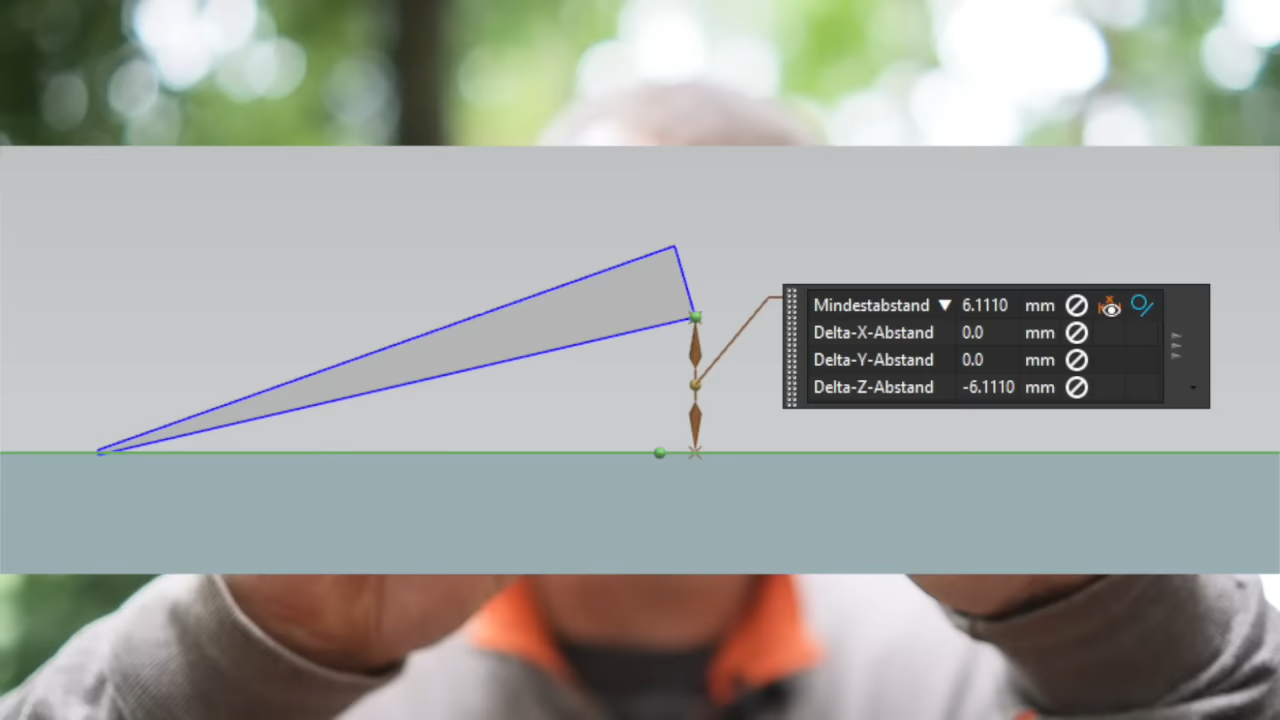 Mindestabstand 6.1110 mm
Delta-X-Abstand 0.0 mm
Delta-Y-Abstand 0.0 mm
Delta-Z-Abstand -6.1110 mm